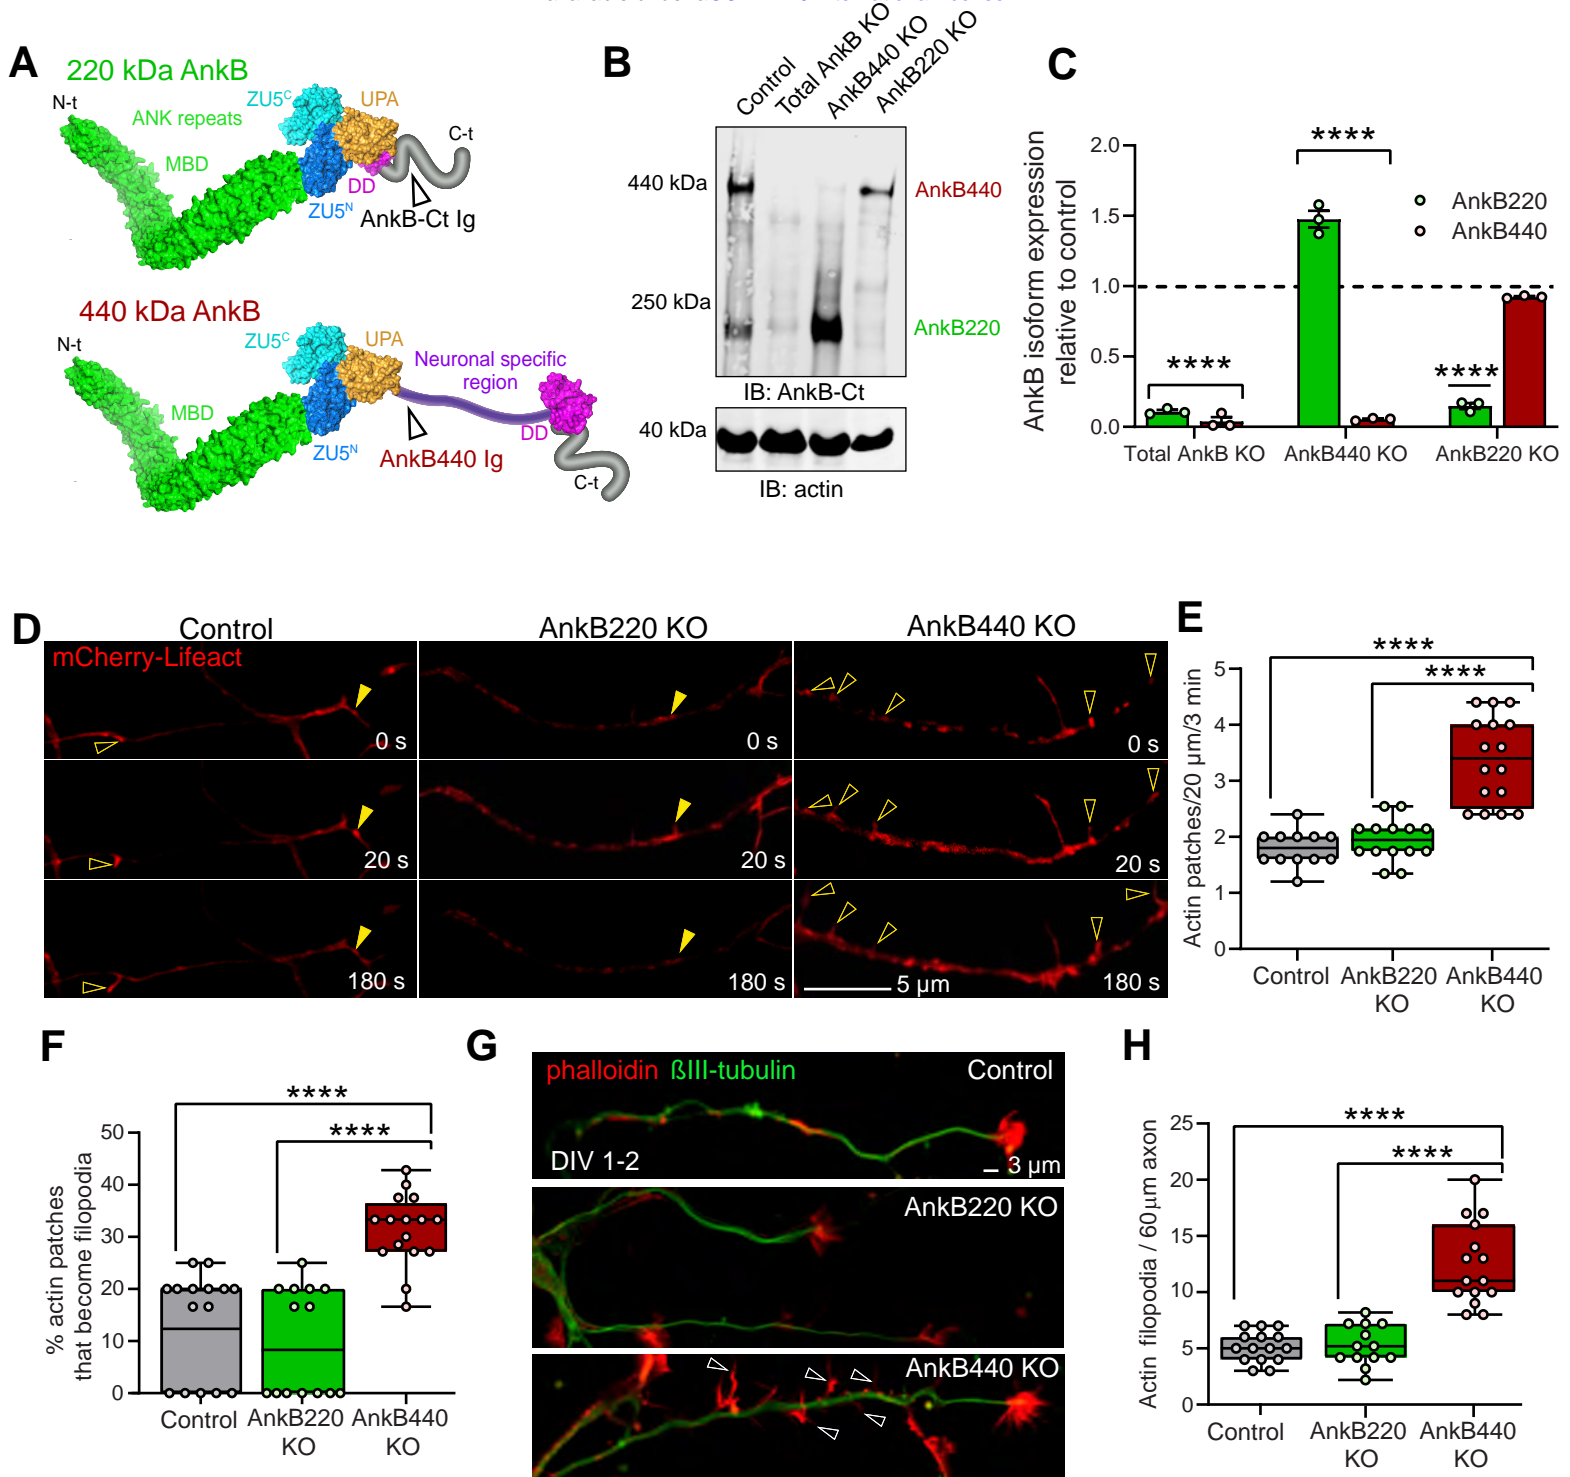 A
220 kDa AnkB
N-t
ANK repeats
MBD
ZU5C
UPA
C-t
DD
ZU5N
AnkB-Ct Ig
440 kDa AnkB
N-t
ZU5C
UPA
Neuronal specific
region
MBD
ZU5N
DD
AnkB440 Ig
C-t
B
Control
Total AnkB KO
AnkB440 KO
AnkB220 KO
440 kDa
AnkB440
250 kDa
AnkB220
IB: AnkB-Ct
40 kDa
IB: actin
C
AnkB isoform expression
relative to control
2.0
1.5
1.0
0.5
0.0
****
****
****
AnkB220
AnkB440
Total AnkB KO
AnkB440 KO
AnkB220 KO
D
Control
AnkB220 KO
AnkB440 KO
mCherry-Lifeact
0 s
0 s
0 s
20 s
20 s
20 s
180 s
180 s
5 µm
180 s
E
Actin patches/20 µm/3 min
5
4
3
2
1
0
****
****
Control
AnkB220
KO
AnkB440
KO
F
% actin patches
that become filopodia
50
40
30
20
10
0
****
****
Control
AnkB220
KO
AnkB440
KO
G
phalloidin ßIII-tubulin
Control
DIV 1-2
3 µm
AnkB220 KO
AnkB440 KO
H
Actin filopodia / 60µm axon
25
20
15
10
5
0
****
****
Control
AnkB220
KO
AnkB440
KO